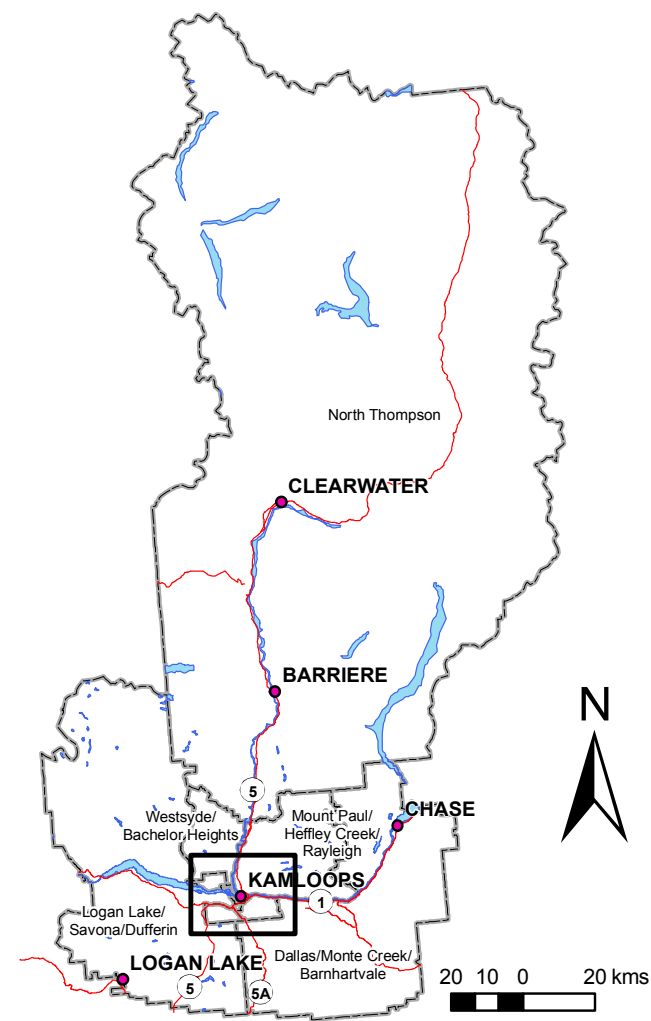 North Thompson
CLEARWATER
BARRIERE
N
5
Westsyde/
Bachelor Heights
Mount Paul/
Heffley Creek/
Rayleigh
CHASE
KAMLOOPS
1
Logan Lake/
Savona/Dufferin
Dallas/Monte Creek/
Barnhartvale
LOGAN LAKE
5
5A
20 10 0 20 kms